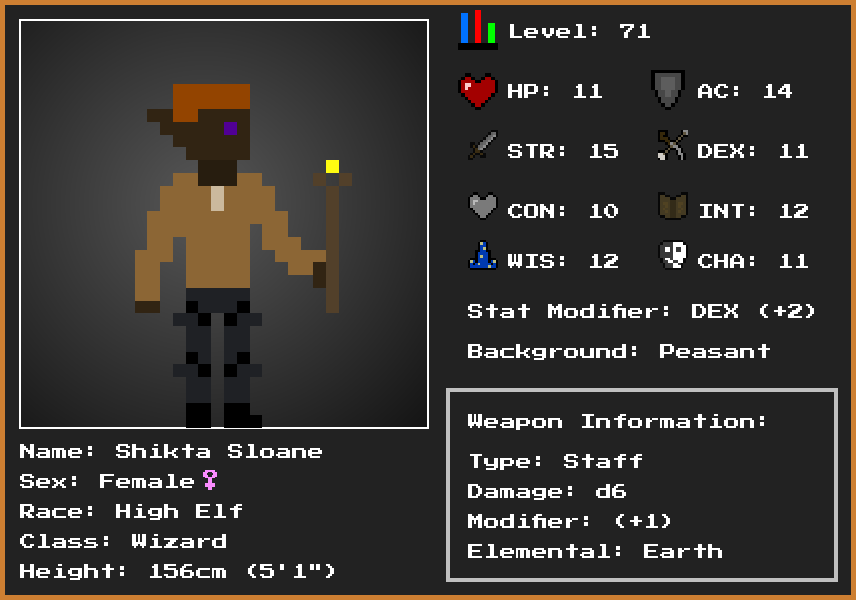 Level: 71
HP: 11
AC: 14
STR: 15
DEX: 11
CON: 10
INT: 12
WIS: 12
CHA: 11
Stat Modifier: DEX (+2)
Background: Peasant
Weapon Information:
Type: Staff
Damage: d6
Modifier: (+1)
Elemental: Earth
Name: Shikta Sloane
Sex: Female♀
Race: High Elf
Class: Wizard
Height: 156cm (5'1")